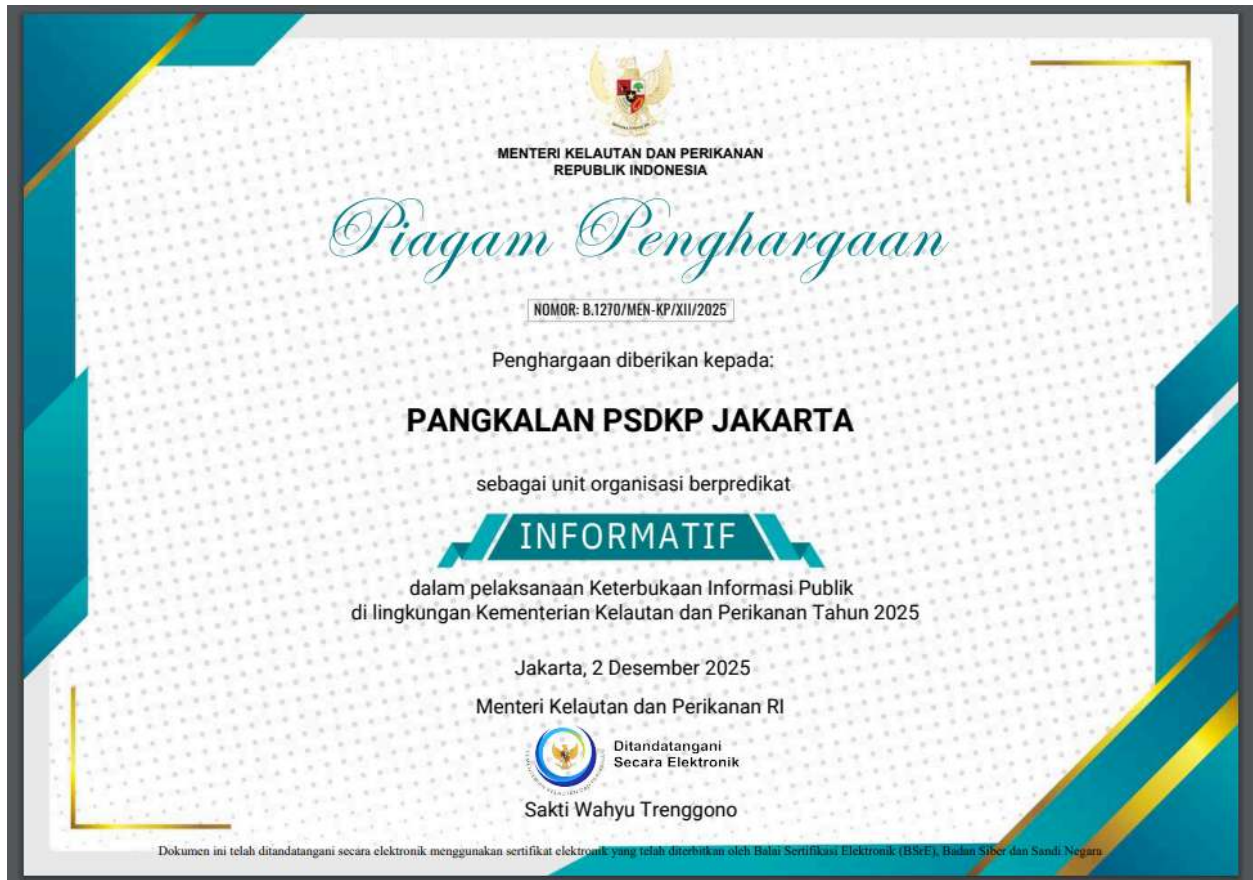 MENTERI KELAUTAN DAN PERIKANAN
REPUBLIK INDONESIA
Piagam Penghargaan
NOMOR: B.1270/MEN-KP/XII/2025
Penghargaan diberikan kepada:
PANGKALAN PSDKP JAKARTA
sebagai unit organisasi berpredikat
INFORMATIF
dalam pelaksanaan Keterbukaan Informasi Publik
di lingkungan Kementerian Kelautan dan Perikanan Tahun 2025
Jakarta, 2 Desember 2025
Menteri Kelautan dan Perikanan RI
Ditandatangani
Secara Elektronik
Sakti Wahyu Trenggono
Dokumen ini telah ditandatangani secara elektronik menggunakan sertifikat elektronik yang telah diterbitkan oleh Balai Sertifikasi Elektronik (BSrE), Badan Siber dan Sandi Negara